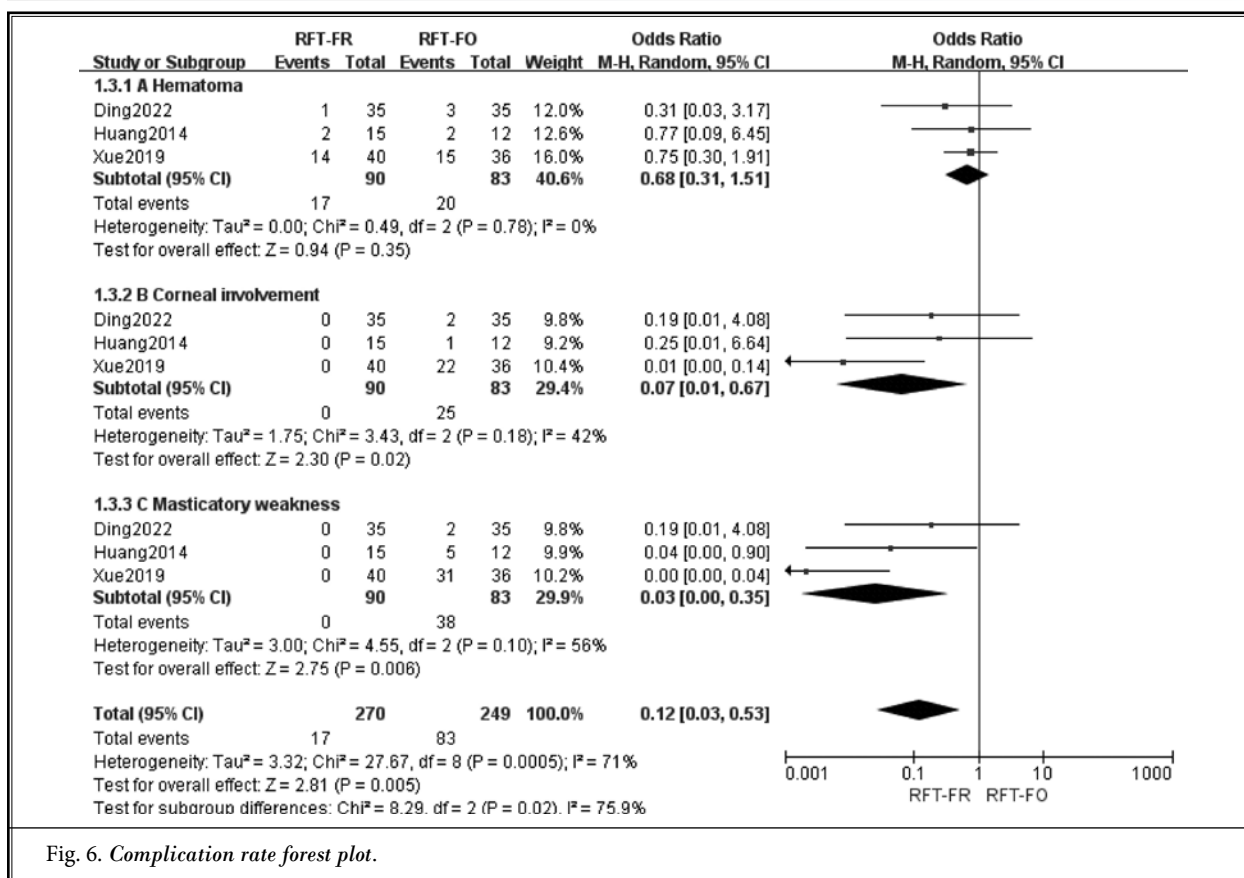 RFT-FR RFT-FO Odds Ratio Odds Ratio
Study or Subgroup Events Total Events Total Weight M-H, Random, 95% CI M-H, Random, 95% CI
1.3.1 A Hematoma
Ding2022 1 35 3 35 12.0% 0.31 [0.03, 3.17]
Huang2014 2 15 2 12 12.6% 0.77 [0.09, 6.45]
Xue2019 14 40 15 36 16.0% 0.75 [0.30, 1.91]
Subtotal (95% CI) 90 83 40.6% 0.68 [0.31, 1.51]
Total events 17 20
Heterogeneity: Tau² = 0.00; Chi² = 0.49, df = 2 (P = 0.78); I² = 0%
Test for overall effect: Z = 0.94 (P = 0.35)
1.3.2 B Corneal involvement
Ding2022 0 35 2 35 9.8% 0.19 [0.01, 4.08]
Huang2014 0 15 1 12 9.2% 0.25 [0.01, 6.64]
Xue2019 0 40 22 36 10.4% 0.01 [0.00, 0.14]
Subtotal (95% CI) 90 83 29.4% 0.07 [0.01, 0.67]
Total events 0 25
Heterogeneity: Tau² = 1.75; Chi² = 3.43, df = 2 (P = 0.18); I² = 42%
Test for overall effect: Z = 2.30 (P = 0.02)
1.3.3 C Masticatory weakness
Ding2022 0 35 2 35 9.8% 0.19 [0.01, 4.08]
Huang2014 0 15 5 12 9.9% 0.04 [0.00, 0.90]
Xue2019 0 40 31 36 10.2% 0.00 [0.00, 0.04]
Subtotal (95% CI) 90 83 29.9% 0.03 [0.00, 0.35]
Total events 0 38
Heterogeneity: Tau² = 3.00; Chi² = 4.55, df = 2 (P = 0.10); I² = 56%
Test for overall effect: Z = 2.75 (P = 0.006)
Total (95% CI) 270 249 100.0% 0.12 [0.03, 0.53]
Total events 17 83
Heterogeneity: Tau² = 3.32; Chi² = 27.67, df = 8 (P = 0.0005); I² = 71%
Test for overall effect: Z = 2.81 (P = 0.005)
Test for subgroup differences: Chi² = 8.29, df = 2 (P = 0.02), I² = 75.9%
0.001 0.1 1 10 1000
RFT-FR RFT-FO
Fig. 6. Complication rate forest plot.